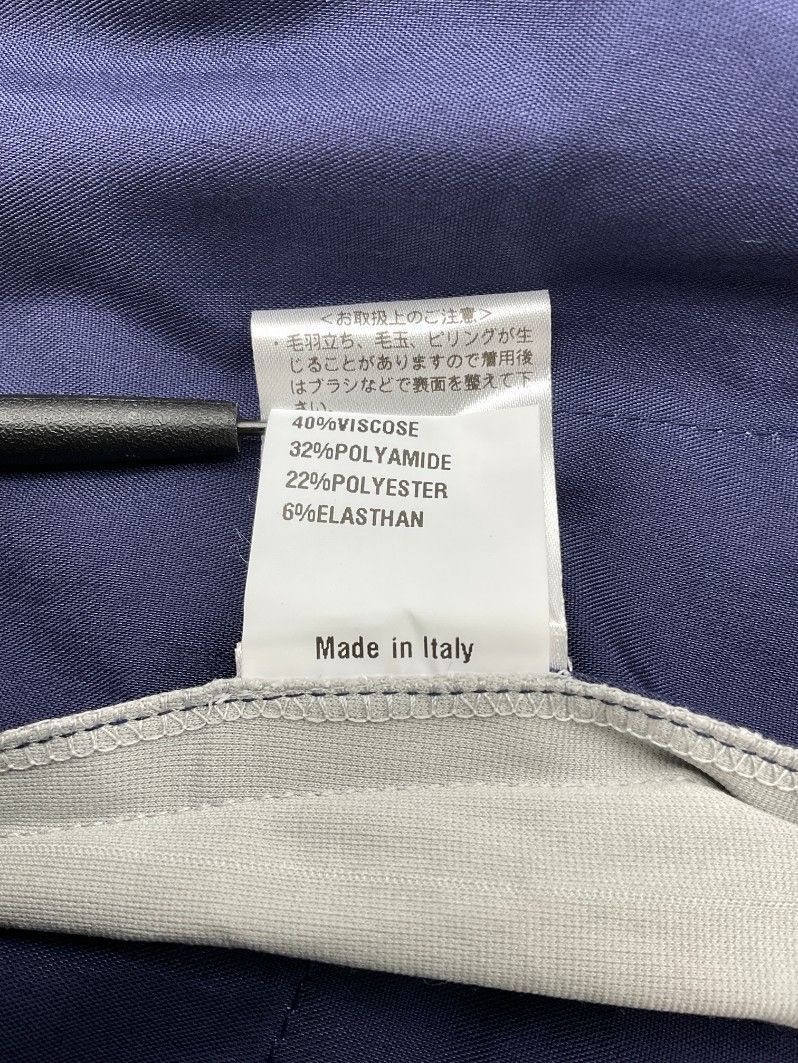 <お取扱上のご注意>
・毛羽立ち、毛玉、ピリングが生
じることがありますので着用後
はブラシなどで表面を整えて下
さい。
40%VISCOSE
32%POLYAMIDE
22%POLYESTER
6%ELASTHAN
Made in Italy